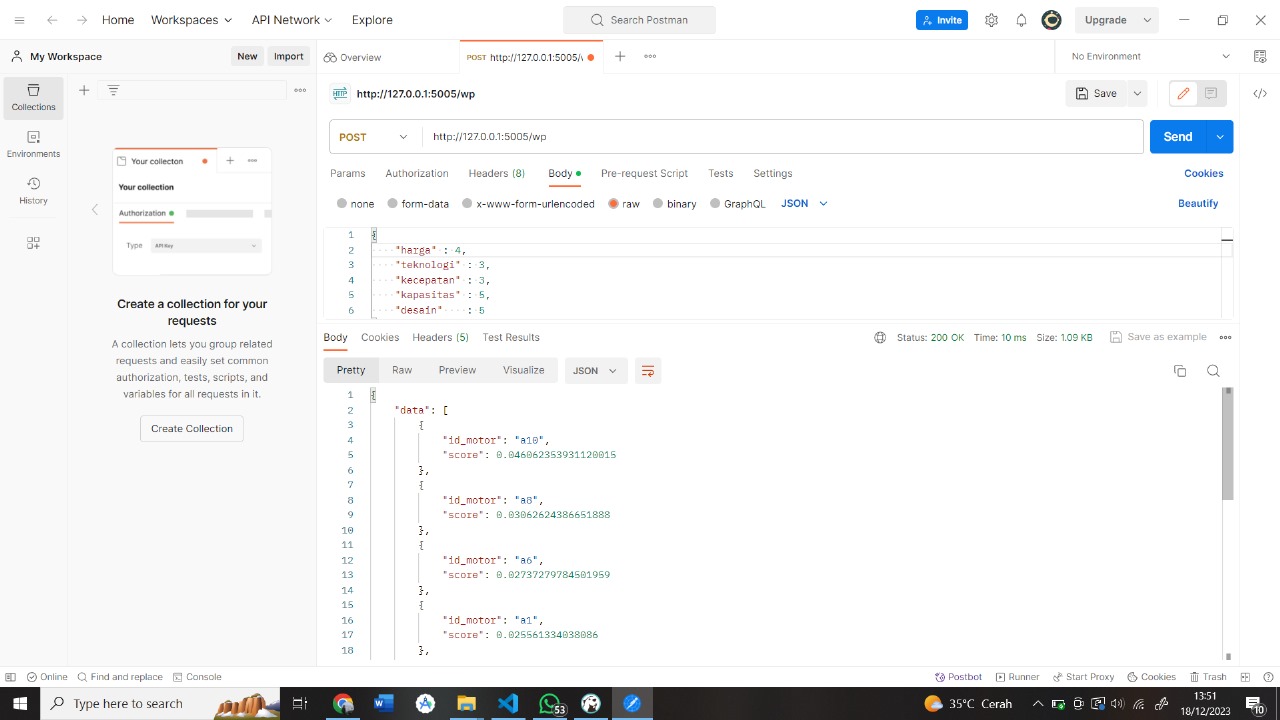 Home Workspaces API Network Explore Search Postman Invite Upgrade
My Workspace New Import Overview POST http://127.0.0.1:5005/ No Environment
Collections
Environments
History
Your collecton
Your collection
Authorization
Type API Key
Create a collection for your
requests
A collection lets you group related
requests and easily set common
authorization, tests, scripts, and
variables for all requests in it.
Create Collection
HTTP http://127.0.0.1:5005/wp Save
POST http://127.0.0.1:5005/wp Send
Params Authorization Headers (8) Body Pre-request Script Tests Settings Cookies
none form-data x-www-form-urlencoded raw binary GraphQL JSON Beautify
1 {
2 "harga" : 4,
3 "teknologi" : 3,
4 "kecepatan" : 3,
5 "kapasitas" : 5,
6 "desain" : 5
Body Cookies Headers (5) Test Results Status: 200 OK Time: 10 ms Size: 1.09 KB Save as example
Pretty Raw Preview Visualize JSON
1 {
2 "data": [
3 {
4 "id_motor": "a10",
5 "score": 0.046062353931120015
6 },
7 {
8 "id_motor": "a8",
9 "score": 0.03062624386651888
10 },
11 {
12 "id_motor": "a6",
13 "score": 0.02737279784501959
14 },
15 {
16 "id_motor": "a1",
17 "score": 0.025561334038086
18 },
Online Find and replace Console Postbot Runner Start Proxy Cookies Trash
Type here to search 53 35°C Cerah 13:51
18/12/2023 10